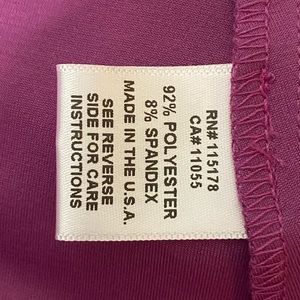 RN# 115178
CA# 11055
92% POLYESTER
8% SPANDEX
MADE IN THE U.S.A.
SEE REVERSE
SIDE FOR CARE
INSTRUCTIONS